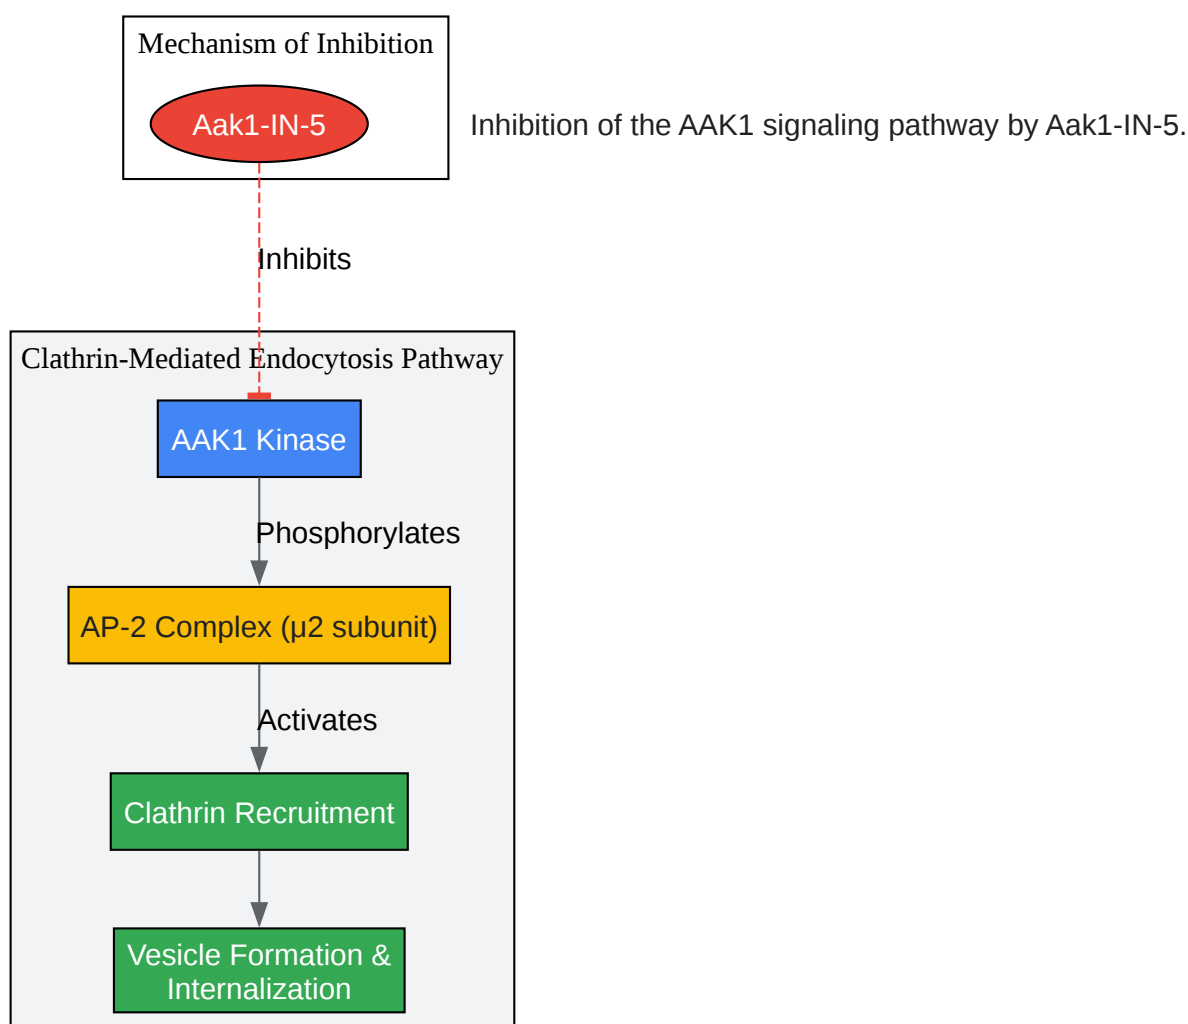 Mechanism of Inhibition
Aak1-IN-5
Inhibition of the AAK1 signaling pathway by Aak1-IN-5.
Inhibits
Clathrin-Mediated Endocytosis Pathway
AAK1 Kinase
Phosphorylates
AP-2 Complex (μ2 subunit)
Activates
Clathrin Recruitment
Vesicle Formation &
Internalization